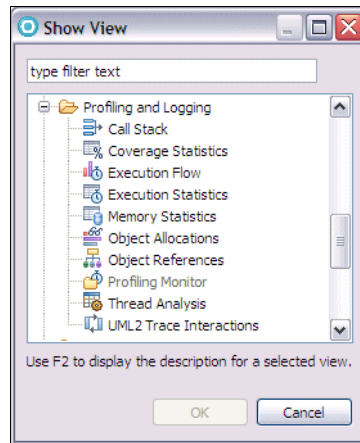 Show View
type filter text
Profiling and Logging
Call Stack
Coverage Statistics
Execution Flow
Execution Statistics
Memory Statistics
Object Allocations
Object References
Profiling Monitor
Thread Analysis
UML2 Trace Interactions
Use F2 to display the description for a selected view.
OK Cancel